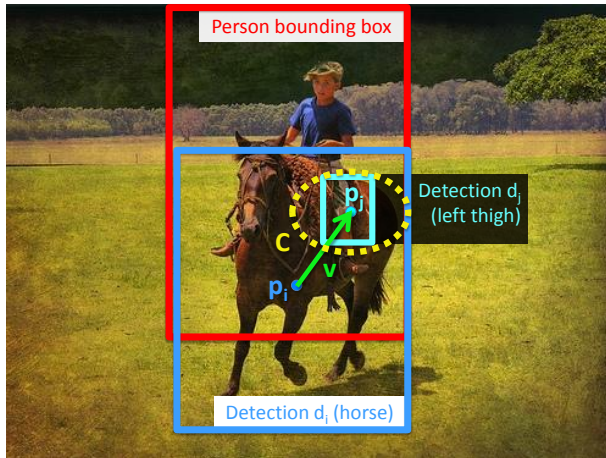 Person bounding box
Detection dⱼ
(left thigh)
pⱼ
C
v
pᵢ
Detection dᵢ (horse)